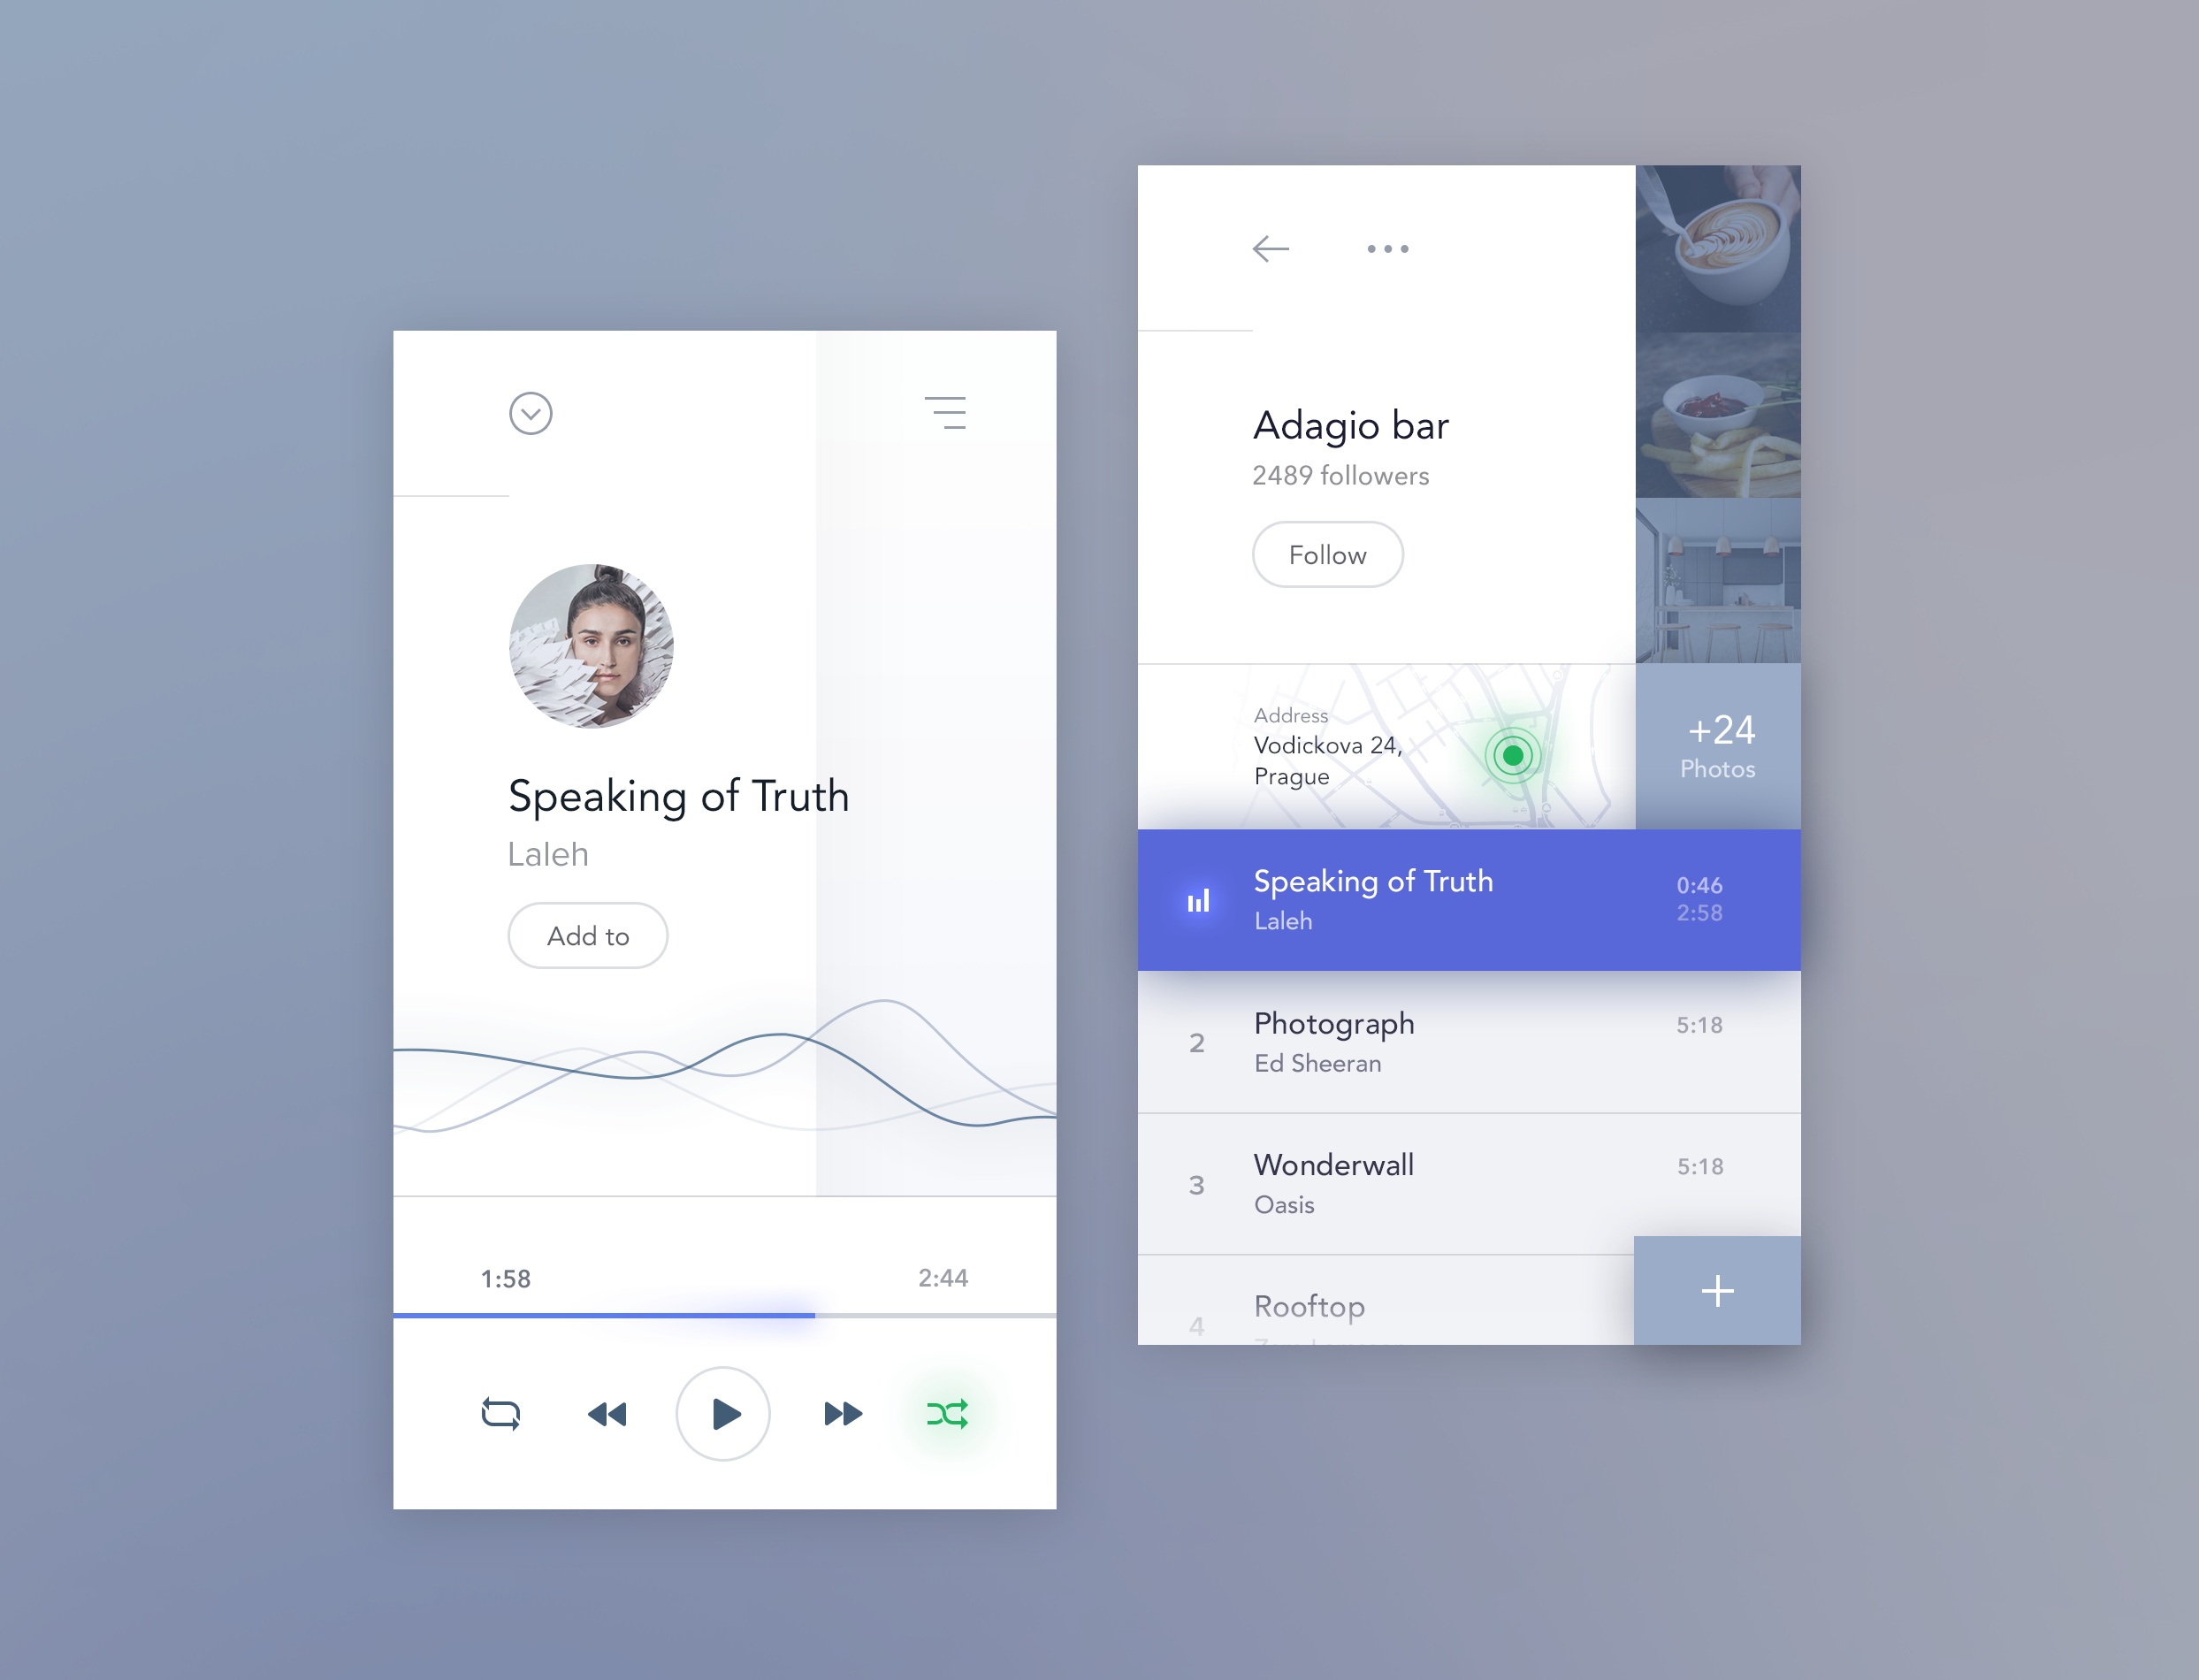 Speaking of Truth
Laleh
Add to
1:58
2:44
Adagio bar
2489 followers
Follow
Address
Vodickova 24,
Prague
+24
Photos
Speaking of Truth
Laleh
0:46
2:58
2
Photograph
Ed Sheeran
5:18
3
Wonderwall
Oasis
5:18
4
Rooftop